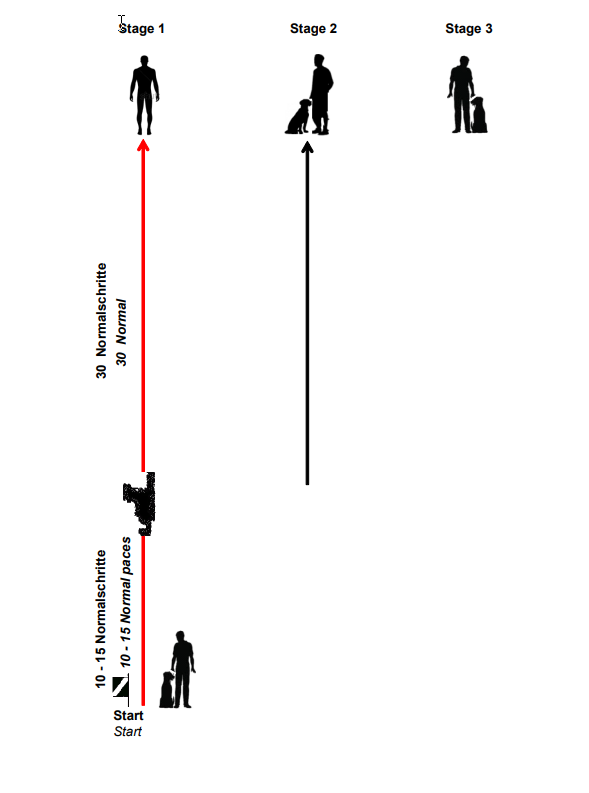 Stage 1
Stage 2
Stage 3
30 Normalschritte
30 Normal
10 - 15 Normalschritte
10 - 15 Normal paces
Start
Start